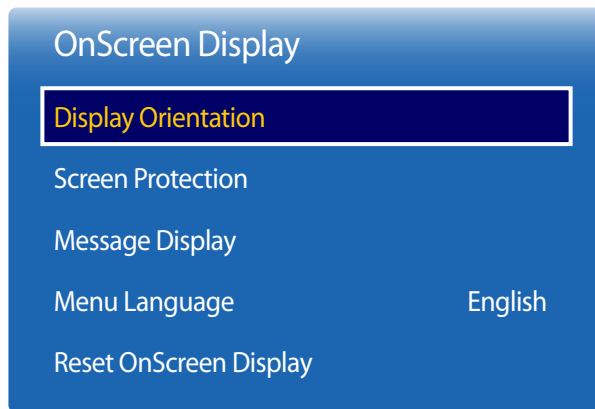 OnScreen Display
Display Orientation
Screen Protection
Message Display
Menu Language English
Reset OnScreen Display